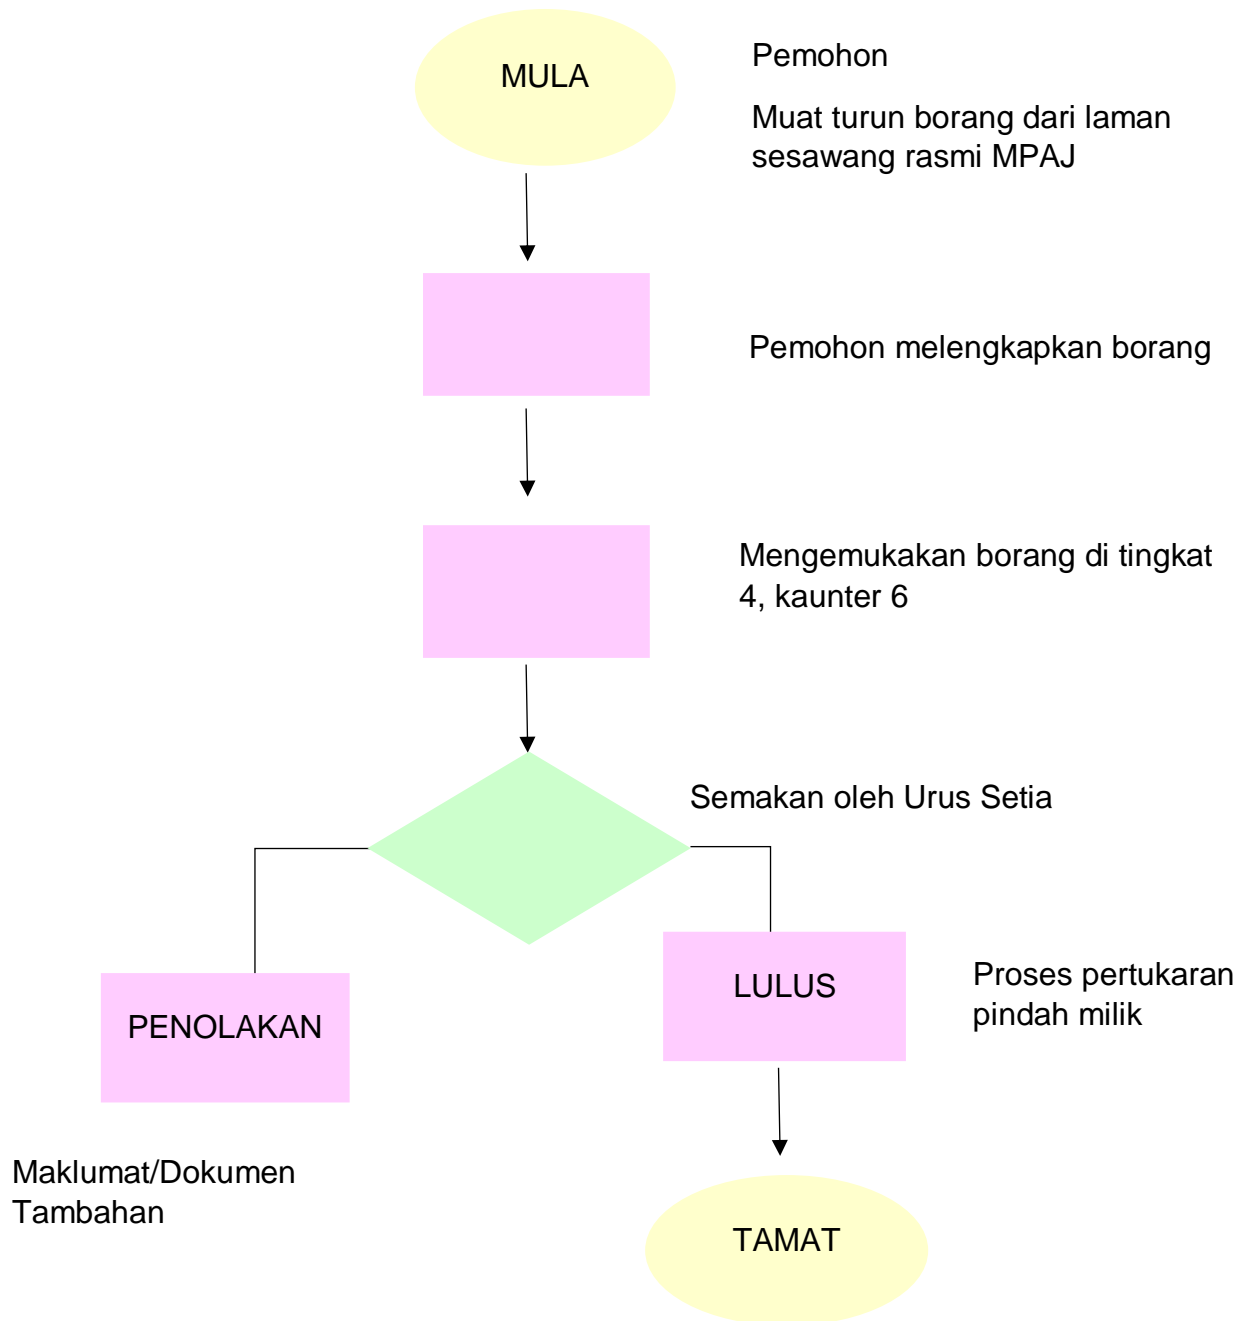 MULA
Pemohon
Muat turun borang dari laman
sesawang rasmi MPAJ
Pemohon melengkapkan borang
Mengemukakan borang di tingkat
4, kaunter 6
Semakan oleh Urus Setia
PENOLAKAN
LULUS
Proses pertukaran
pindah milik
Maklumat/Dokumen
Tambahan
TAMAT